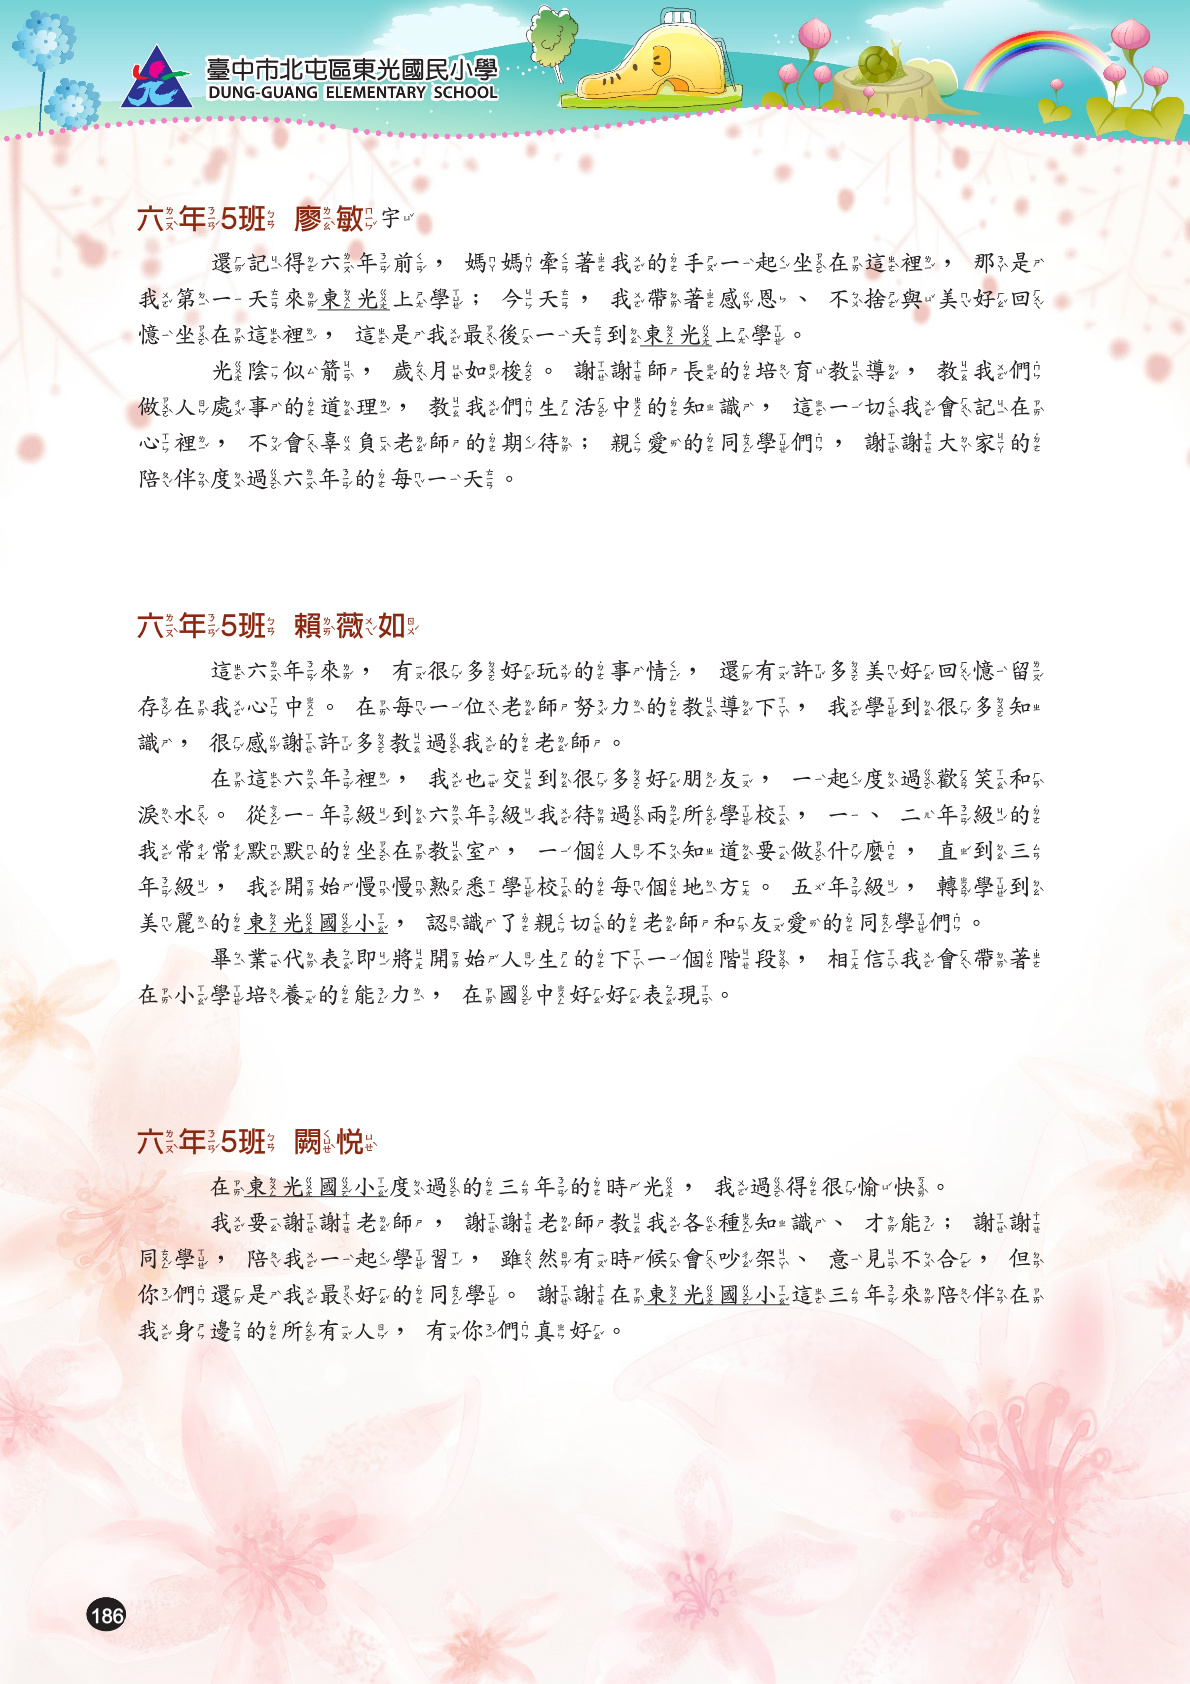 臺中市北屯區東光國民小學
DUNG-GUANG ELEMENTARY SCHOOL
六年5班 廖敏宇
還記得六年前，媽媽牽著我的手一起坐在這裡，那是
我第一天來東光上學；今天，我帶著感恩、不捨與美好回
憶坐在這裡，這是我最後一天到東光上學。
光陰似箭，歲月如梭。謝謝師長的培育教導，教我們
做人處事的道理，教我們生活中的知識，這一切我會記在
心裡，不會辜負老師的期待；親愛的同學們，謝謝大家的
陪伴度過六年的每一天。
六年5班 賴薇如
這六年來，有很多好玩的事情，還有許多美好回憶留
存在我心中。在每一位老師努力的教導下，我學到很多知
識，很感謝許多教過我的老師。
在這六年裡，我也交到很多好朋友，一起度過歡笑和
淚水。從一年級到六年級我待過兩所學校，一、二年級的
我常常默默的坐在教室，一個人不知道要做什麼，直到三
年級，我開始慢慢熟悉學校的每個地方。五年級，轉學到
美麗的東光國小，認識了親切的老師和友愛的同學們。
畢業代表即將開始人生的下一個階段，相信我會帶著
在小學培養的能力，在國中好好表現。
六年5班 闕悦
在東光國小度過的三年的時光，我過得很愉快。
我要謝謝老師，謝謝老師教我各種知識、才能；謝謝
同學，陪我一起學習，雖然有時候會吵架、意見不合，但
你們還是我最好的同學。謝謝在東光國小這三年來陪伴在
我身邊的所有人，有你們真好。
186